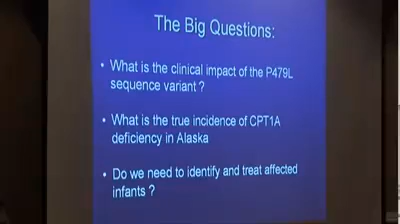 The Big Questions:
• What is the clinical impact of the P479L
sequence variant ?
• What is the true incidence of CPT1A
deficiency in Alaska
• Do we need to identify and treat affected
infants ?